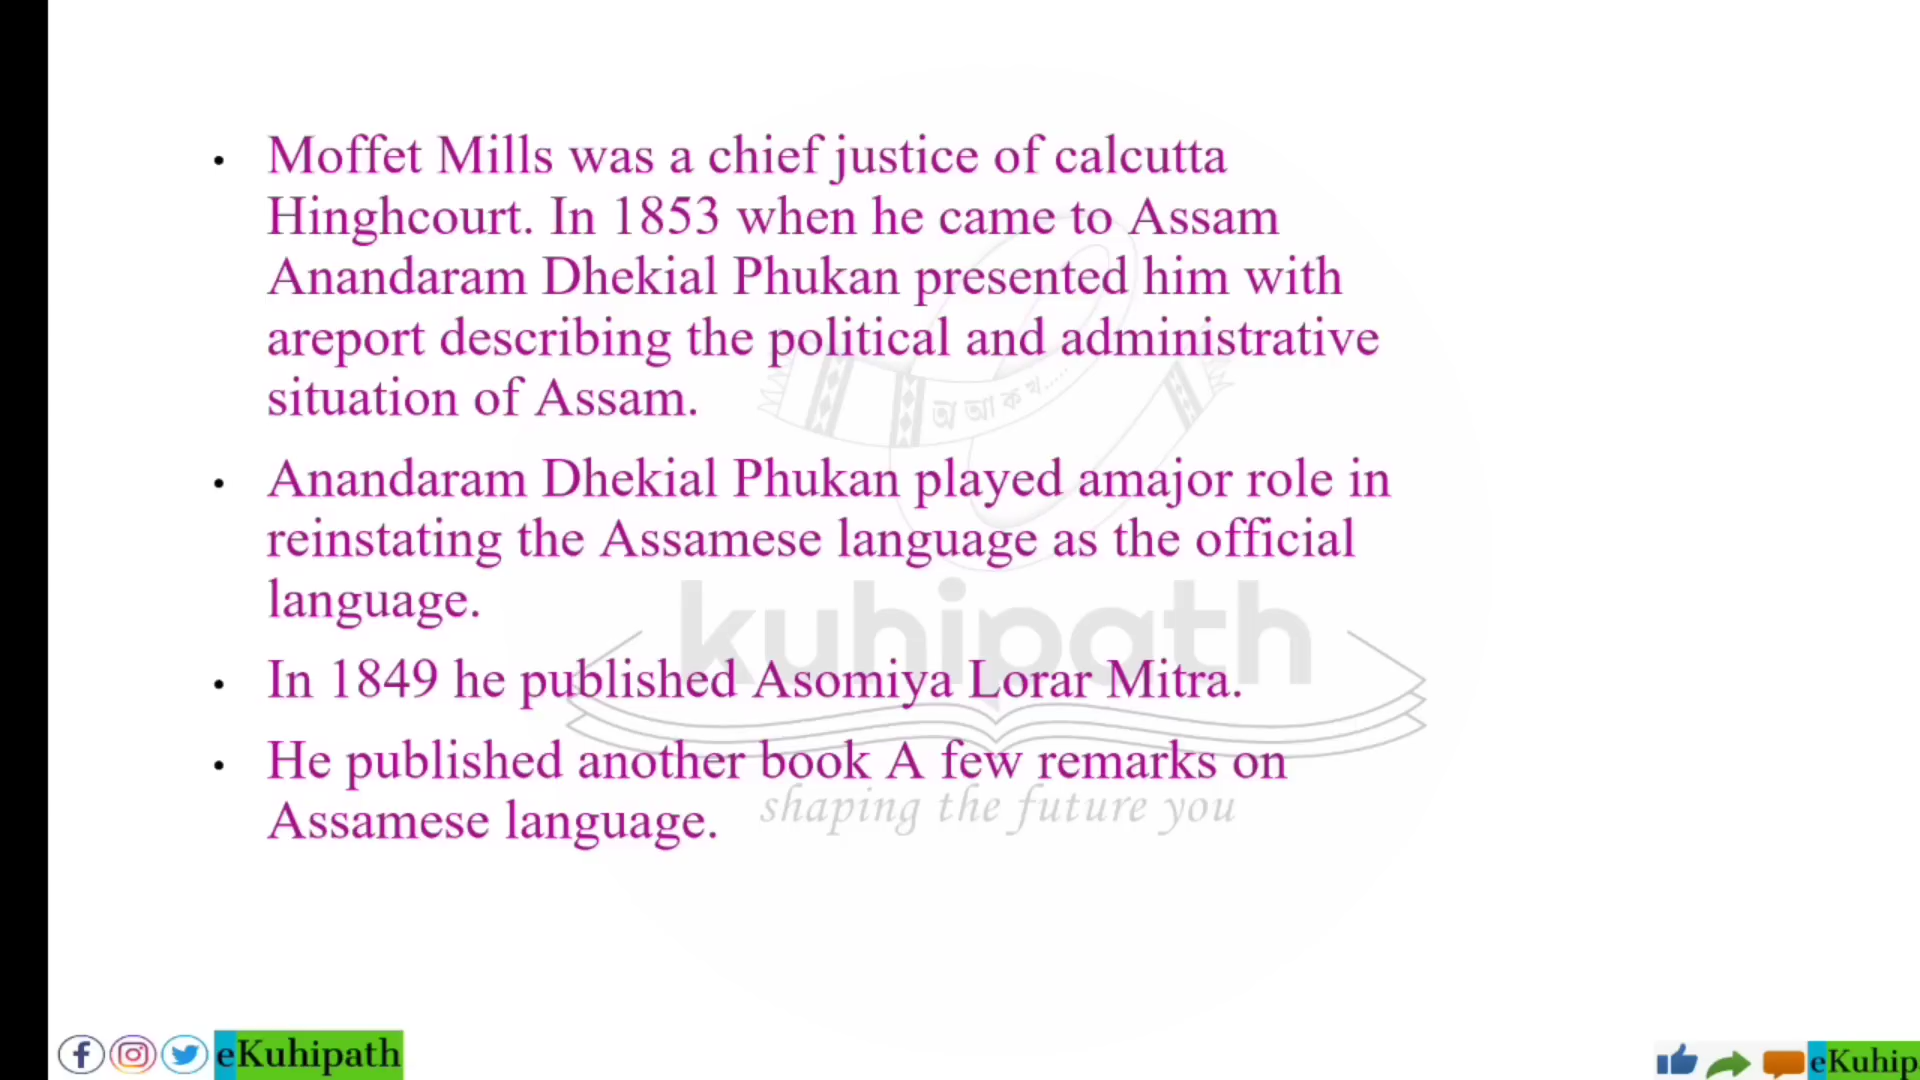 • Moffet Mills was a chief justice of calcutta
Hinghcourt. In 1853 when he came to Assam
Anandaram Dhekial Phukan presented him with
areport describing the political and administrative
situation of Assam.
• Anandaram Dhekial Phukan played amajor role in
reinstating the Assamese language as the official
language.
• In 1849 he published Asomiya Lorar Mitra.
• He published another book A few remarks on
Assamese language.
অ আ ক খ.....
kuhipath
shaping the future you
eKuhipath
eKuhip